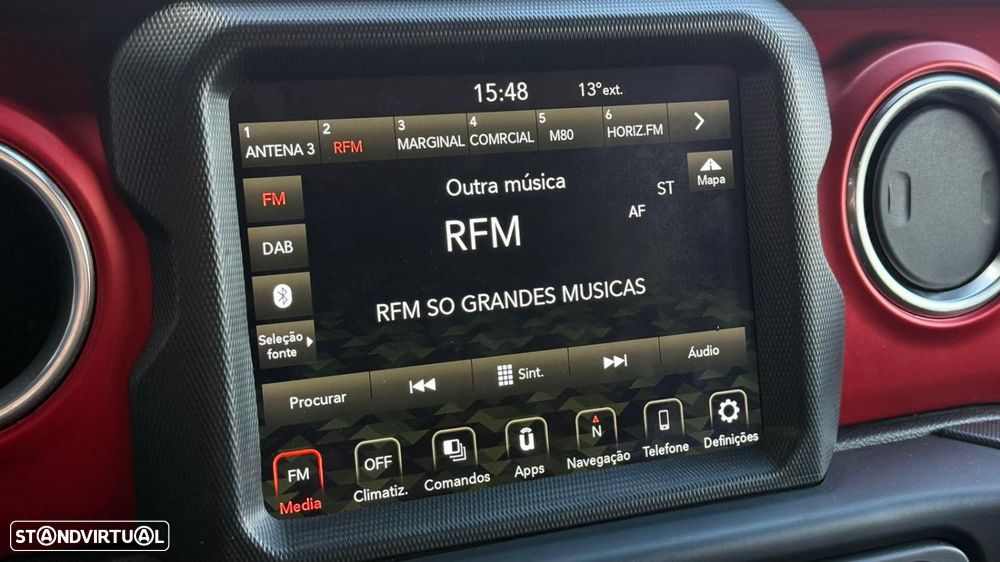 15:48 13°ext.
1 ANTENA 3 2 RFM 3 MARGINAL 4 COMRCIAL 5 M80 6 HORIZ.FM
FM Outra música ST Mapa
AF
DAB RFM
RFM SO GRANDES MUSICAS
Seleção
fonte
Procurar Sint. Áudio
FM OFF û N
Media Climatiz. Comandos Apps Navegação Telefone Definições
STANDVIRTUAL